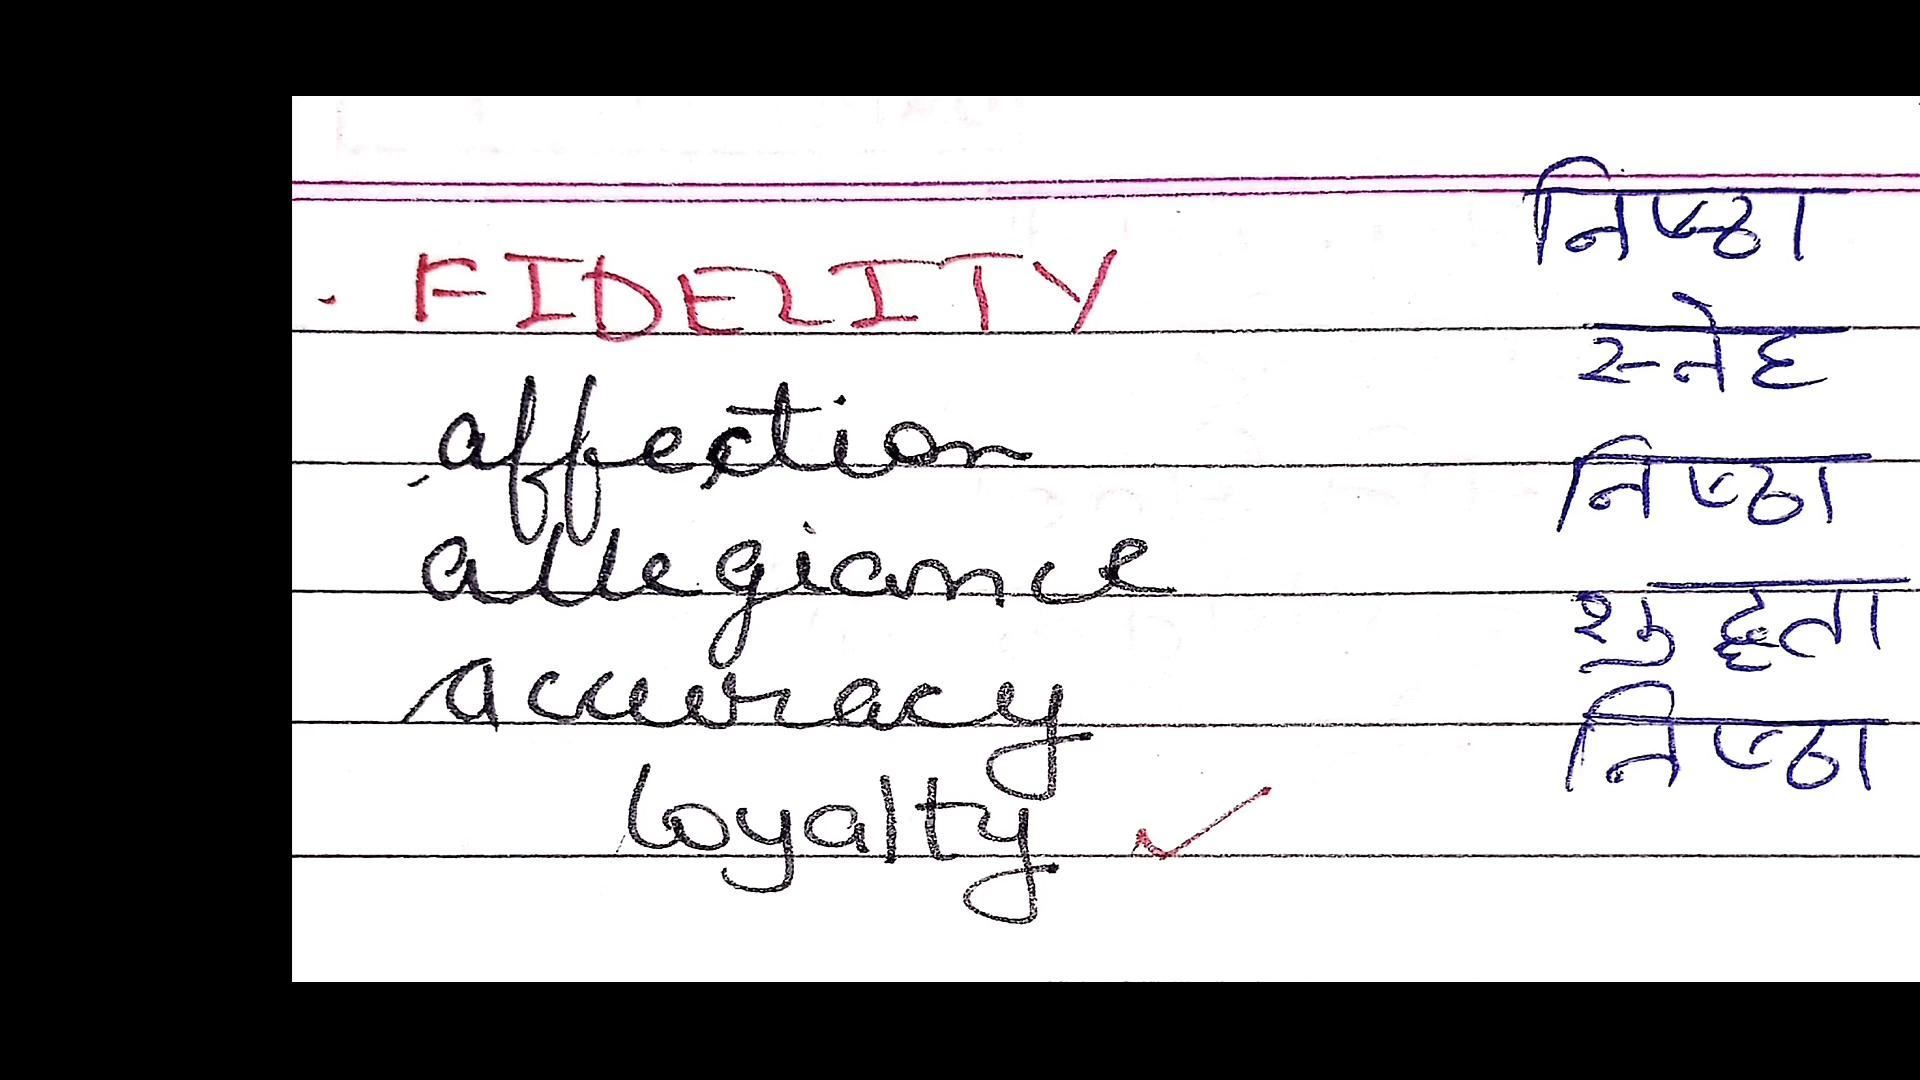 . FIDELITY निष्ठा
affection स्नेह
allegiance निष्ठा
accuracy शुद्धता
loyalty ✓ निष्ठा